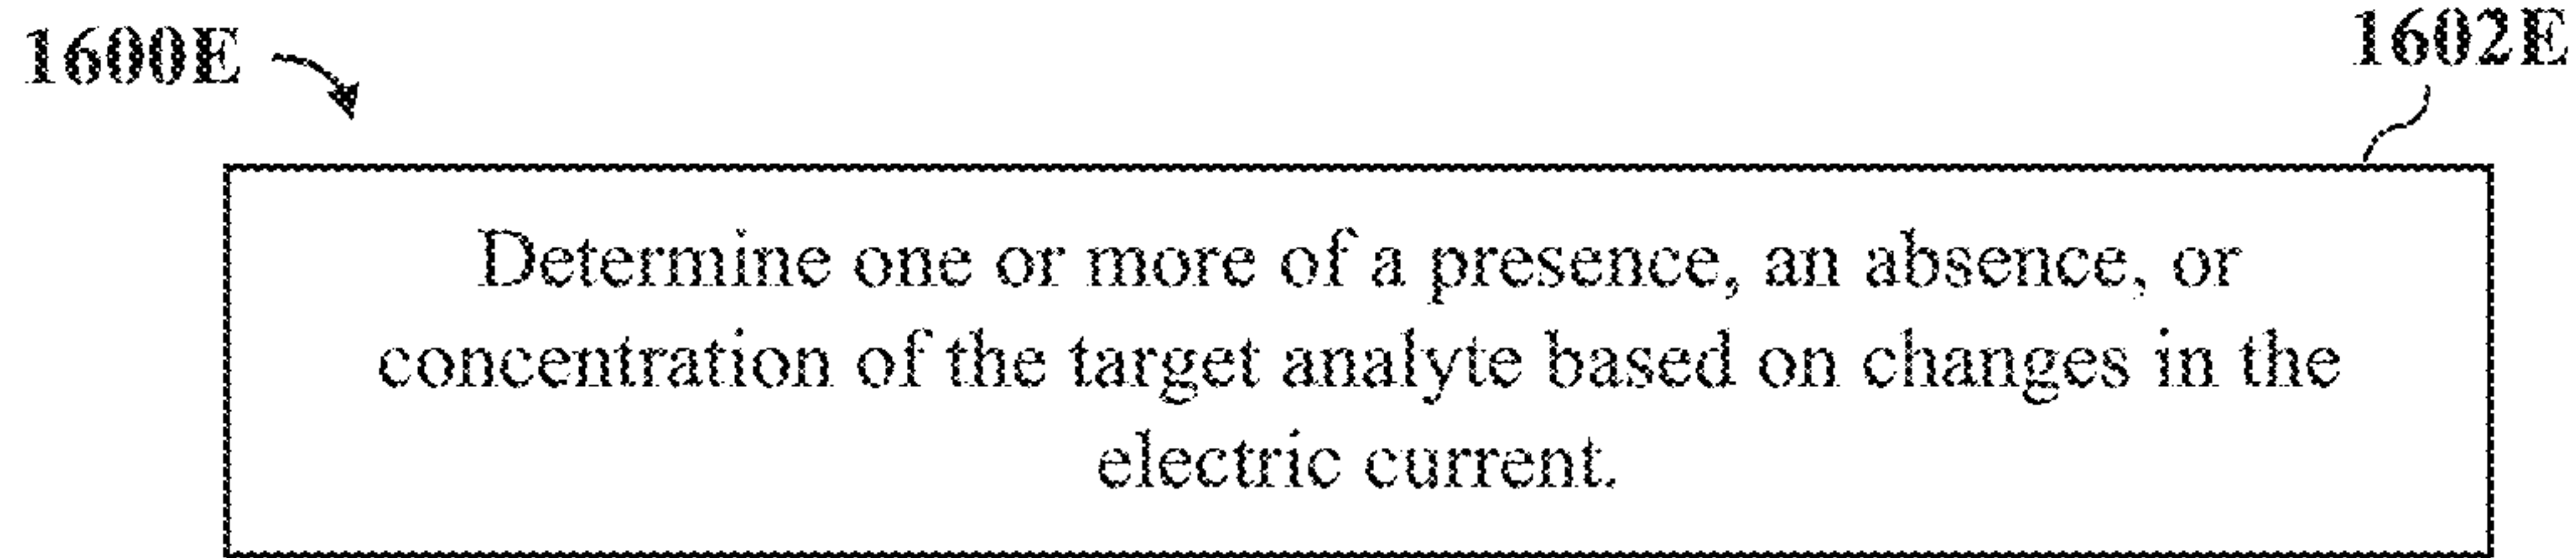 1600E
1602E
Determine one or more of a presence, an absence, or
concentration of the target analyte based on changes in the
electric current.